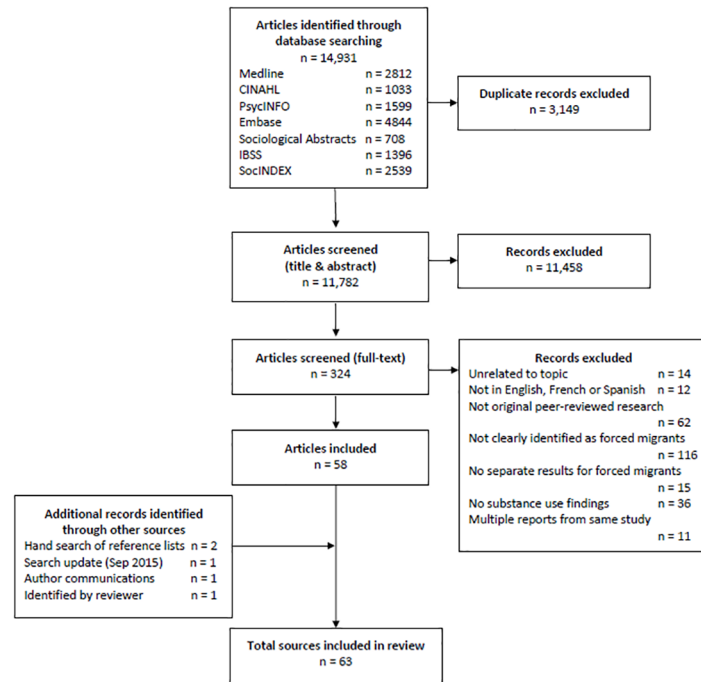 Articles identified through
database searching
n = 14,931
Medline n = 2812
CINAHL n = 1033
PsycINFO n = 1599
Embase n = 4844
Sociological Abstracts n = 708
IBSS n = 1396
SocINDEX n = 2539
Duplicate records excluded
n = 3,149
Articles screened
(title & abstract)
n = 11,782
Records excluded
n = 11,458
Articles screened (full-text)
n = 324
Records excluded
Unrelated to topic n = 14
Not in English, French or Spanish n = 12
Not original peer-reviewed research
n = 62
Not clearly identified as forced migrants
n = 116
No separate results for forced migrants
n = 15
No substance use findings n = 36
Multiple reports from same study
n = 11
Articles included
n = 58
Additional records identified
through other sources
Hand search of reference lists n = 2
Search update (Sep 2015) n = 1
Author communications n = 1
Identified by reviewer n = 1
Total sources included in review
n = 63